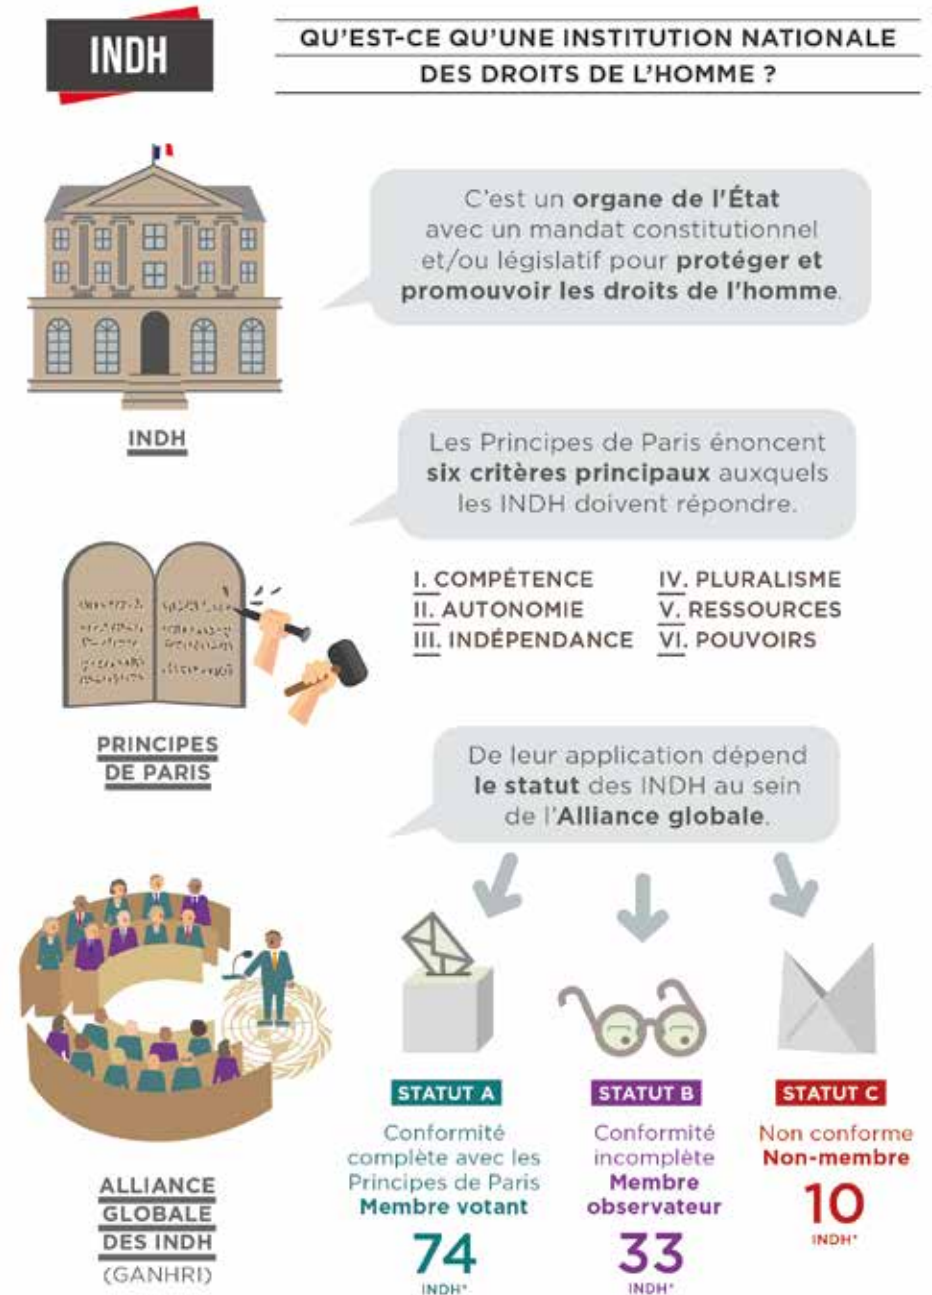 INDH
QU'EST-CE QU'UNE INSTITUTION NATIONALE
DES DROITS DE L'HOMME ?
C'est un organe de l'État
avec un mandat constitutionnel
et/ou législatif pour protéger et
promouvoir les droits de l'homme.
INDH
Les Principes de Paris énoncent
six critères principaux auxquels
les INDH doivent répondre.
I. COMPÉTENCE
II. AUTONOMIE
III. INDÉPENDANCE
IV. PLURALISME
V. RESSOURCES
VI. POUVOIRS
PRINCIPES
DE PARIS
De leur application dépend
le statut des INDH au sein
de l'Alliance globale.
ALLIANCE
GLOBALE
DES INDH
(GANHRI)
STATUT A
Conformité
complète avec les
Principes de Paris
Membre votant
74
INDH*
STATUT B
Conformité
incomplète
Membre
observateur
33
INDH*
STATUT C
Non conforme
Non-membre
10
INDH*